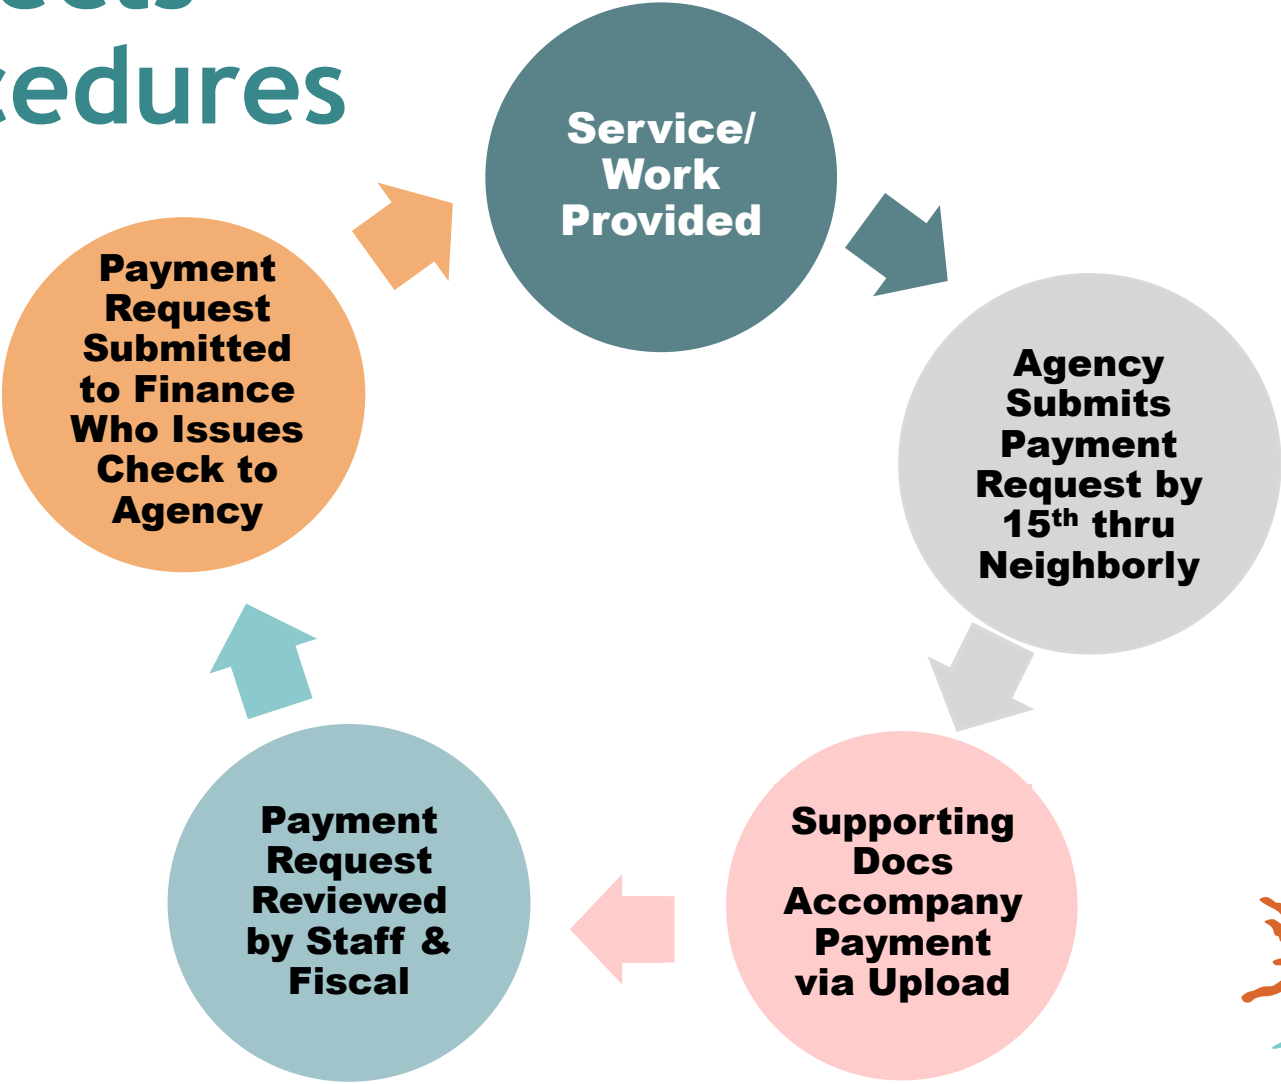 cedures
Service/
Work
Provided
Agency
Submits
Payment
Request by
15th thru
Neighborly
Supporting
Docs
Accompany
Payment
via Upload
Payment
Request
Reviewed
by Staff &
Fiscal
Payment
Request
Submitted
to Finance
Who Issues
Check to
Agency